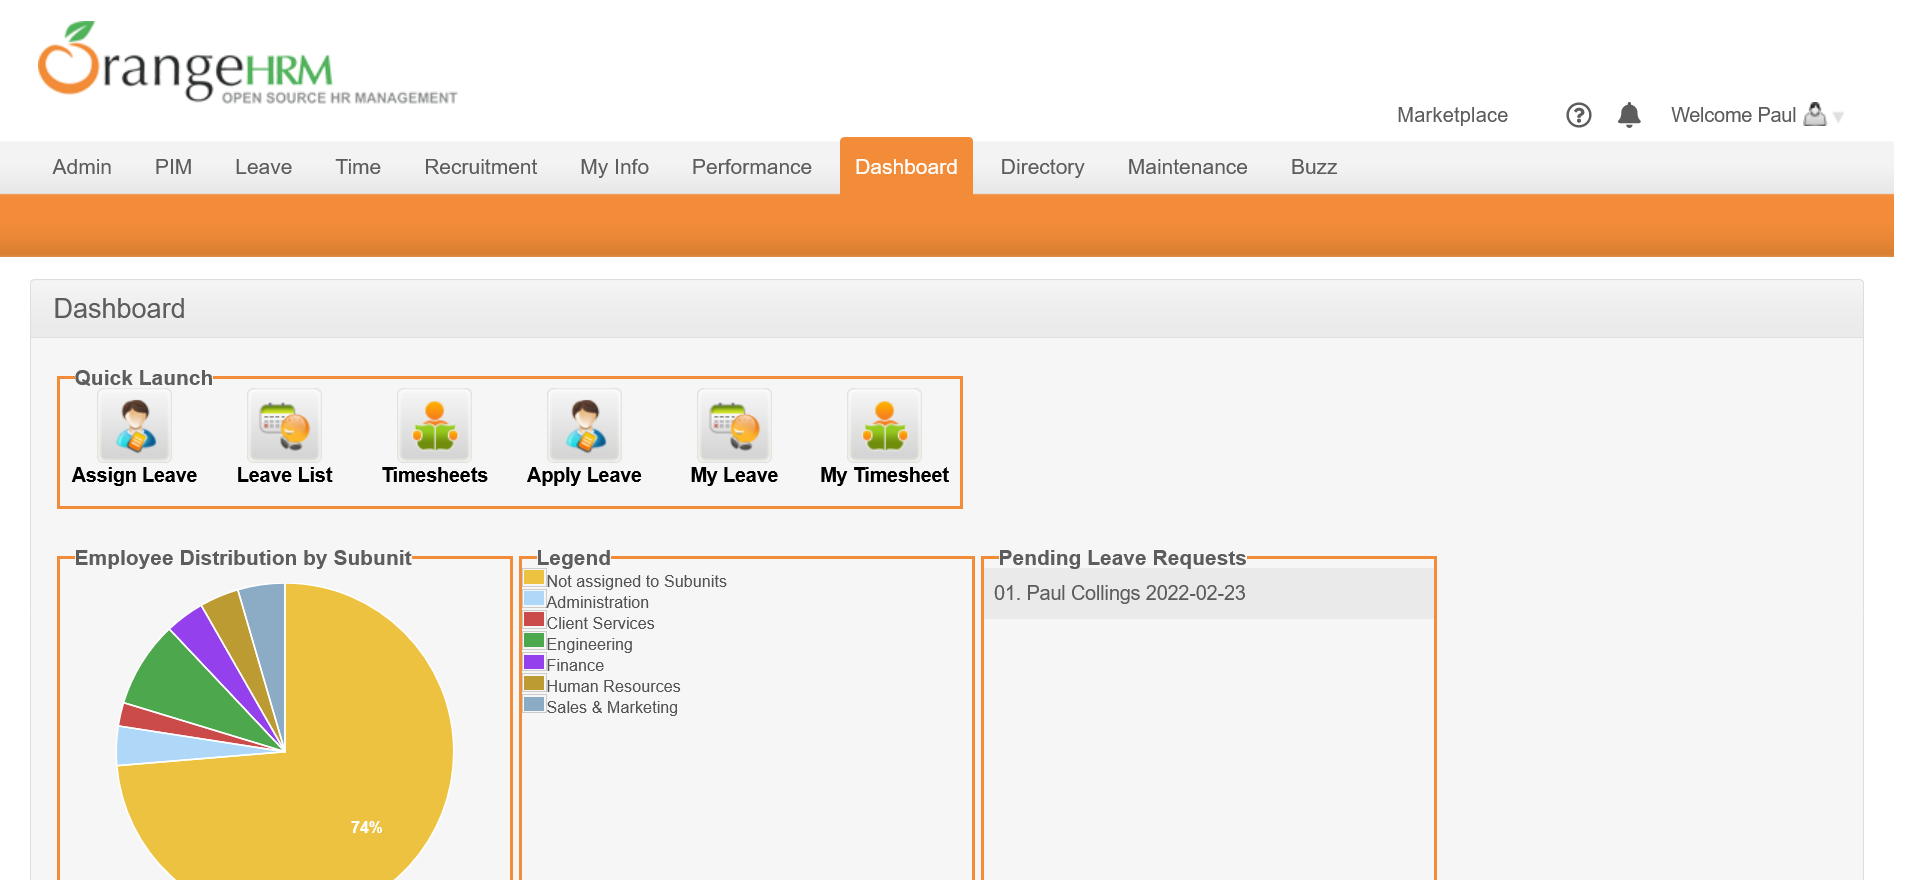 OrangeHRM
OPEN SOURCE HR MANAGEMENT
Marketplace ? Welcome Paul
Admin PIM Leave Time Recruitment My Info Performance Dashboard Directory Maintenance Buzz
Dashboard
Quick Launch
Assign Leave Leave List Timesheets Apply Leave My Leave My Timesheet
Employee Distribution by Subunit
74%
Legend
Not assigned to Subunits
Administration
Client Services
Engineering
Finance
Human Resources
Sales & Marketing
Pending Leave Requests
01. Paul Collings 2022-02-23